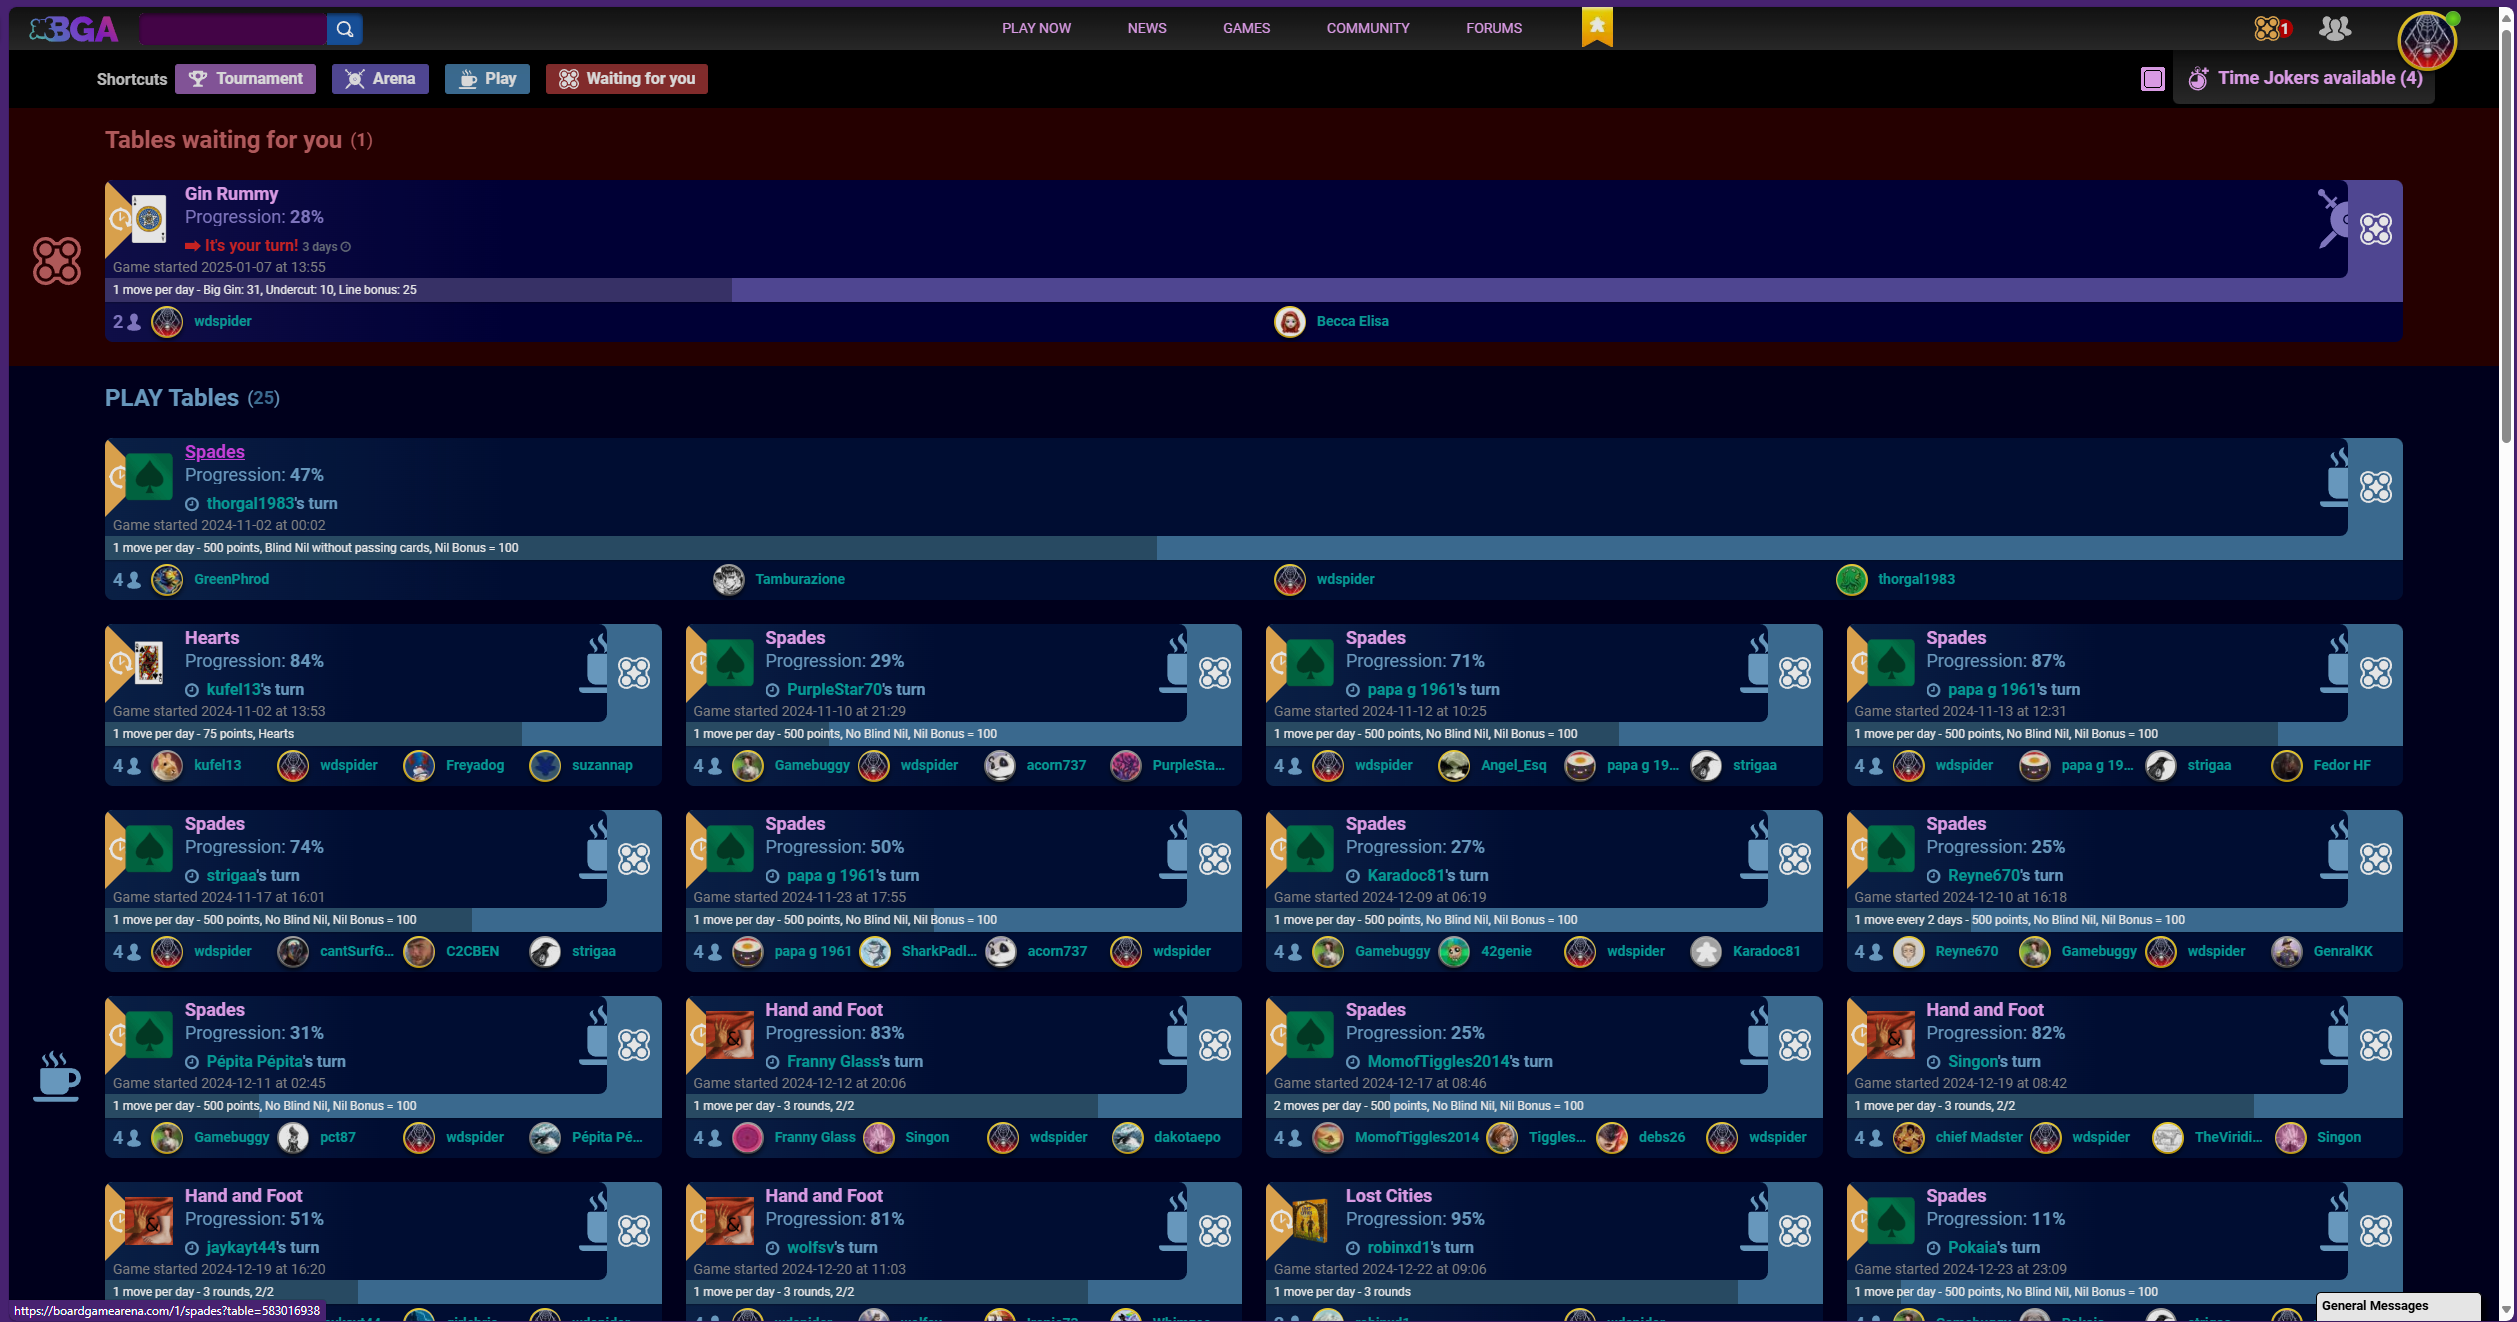 BGA
PLAY NOW
NEWS
GAMES
COMMUNITY
FORUMS
1
Shortcuts
Tournament
Arena
Play
Waiting for you
Time Jokers available (4)
Tables waiting for you (1)
Gin Rummy
Progression: 28%
It's your turn! 3 days
Game started 2025-01-07 at 13:55
1 move per day - Big Gin: 31, Undercut: 10, Line bonus: 25
2 wdspider Becca Elisa
PLAY Tables (25)
Spades
Progression: 47%
thorgal1983's turn
Game started 2024-11-02 at 00:02
1 move per day - 500 points, Blind Nil without passing cards, Nil Bonus = 100
4 GreenPhrod Tamburazione wdspider thorgal1983
Hearts
Progression: 84%
kufel13's turn
Game started 2024-11-02 at 13:53
1 move per day - 75 points, Hearts
4 kufel13 wdspider Freyadog suzannap
Spades
Progression: 29%
PurpleStar70's turn
Game started 2024-11-10 at 21:29
1 move per day - 500 points, No Blind Nil, Nil Bonus = 100
4 Gamebuggy wdspider acorn737 PurpleSta...
Spades
Progression: 71%
papa g 1961's turn
Game started 2024-11-12 at 10:25
1 move per day - 500 points, No Blind Nil, Nil Bonus = 100
4 wdspider Angel_Esq papa g 19... strigaa
Spades
Progression: 87%
papa g 1961's turn
Game started 2024-11-13 at 12:31
1 move per day - 500 points, No Blind Nil, Nil Bonus = 100
4 wdspider papa g 19... strigaa Fedor HF
Spades
Progression: 74%
strigaa's turn
Game started 2024-11-17 at 16:01
1 move per day - 500 points, No Blind Nil, Nil Bonus = 100
4 wdspider cantSurfG... C2CBEN strigaa
Spades
Progression: 50%
papa g 1961's turn
Game started 2024-11-23 at 17:55
1 move per day - 500 points, No Blind Nil, Nil Bonus = 100
4 papa g 1961 SharkPadl... acorn737 wdspider
Spades
Progression: 27%
Karadoc81's turn
Game started 2024-12-09 at 06:19
1 move per day - 500 points, No Blind Nil, Nil Bonus = 100
4 Gamebuggy 42genie wdspider Karadoc81
Spades
Progression: 25%
Reyne670's turn
Game started 2024-12-10 at 16:18
1 move every 2 days - 500 points, No Blind Nil, Nil Bonus = 100
4 Reyne670 Gamebuggy wdspider GenralKK
Spades
Progression: 31%
Pépita Pépita's turn
Game started 2024-12-11 at 02:45
1 move per day - 500 points, No Blind Nil, Nil Bonus = 100
4 Gamebuggy pct87 wdspider Pépita Pé...
Hand and Foot
Progression: 83%
Franny Glass's turn
Game started 2024-12-12 at 20:06
1 move per day - 3 rounds, 2/2
4 Franny Glass Singon wdspider dakotaepo
Spades
Progression: 25%
MomofTiggles2014's turn
Game started 2024-12-17 at 08:46
2 moves per day - 500 points, No Blind Nil, Nil Bonus = 100
4 MomofTiggles2014 Tiggles... debs26 wdspider
Hand and Foot
Progression: 82%
Singon's turn
Game started 2024-12-19 at 08:42
1 move per day - 3 rounds, 2/2
4 chief Madster wdspider TheViridi... Singon
Hand and Foot
Progression: 51%
jaykayt44's turn
Game started 2024-12-19 at 16:20
1 move per day - 3 rounds, 2/2
Hand and Foot
Progression: 81%
wolfsv's turn
Game started 2024-12-20 at 11:03
1 move per day - 3 rounds, 2/2
Lost Cities
Progression: 95%
robinxd1's turn
Game started 2024-12-22 at 09:06
1 move per day - 3 rounds
Spades
Progression: 11%
Pokaia's turn
Game started 2024-12-23 at 23:09
1 move per day - 500 points, No Blind Nil, Nil Bonus = 100
https://boardgamearena.com/1/spades?table=583016938
General Messages